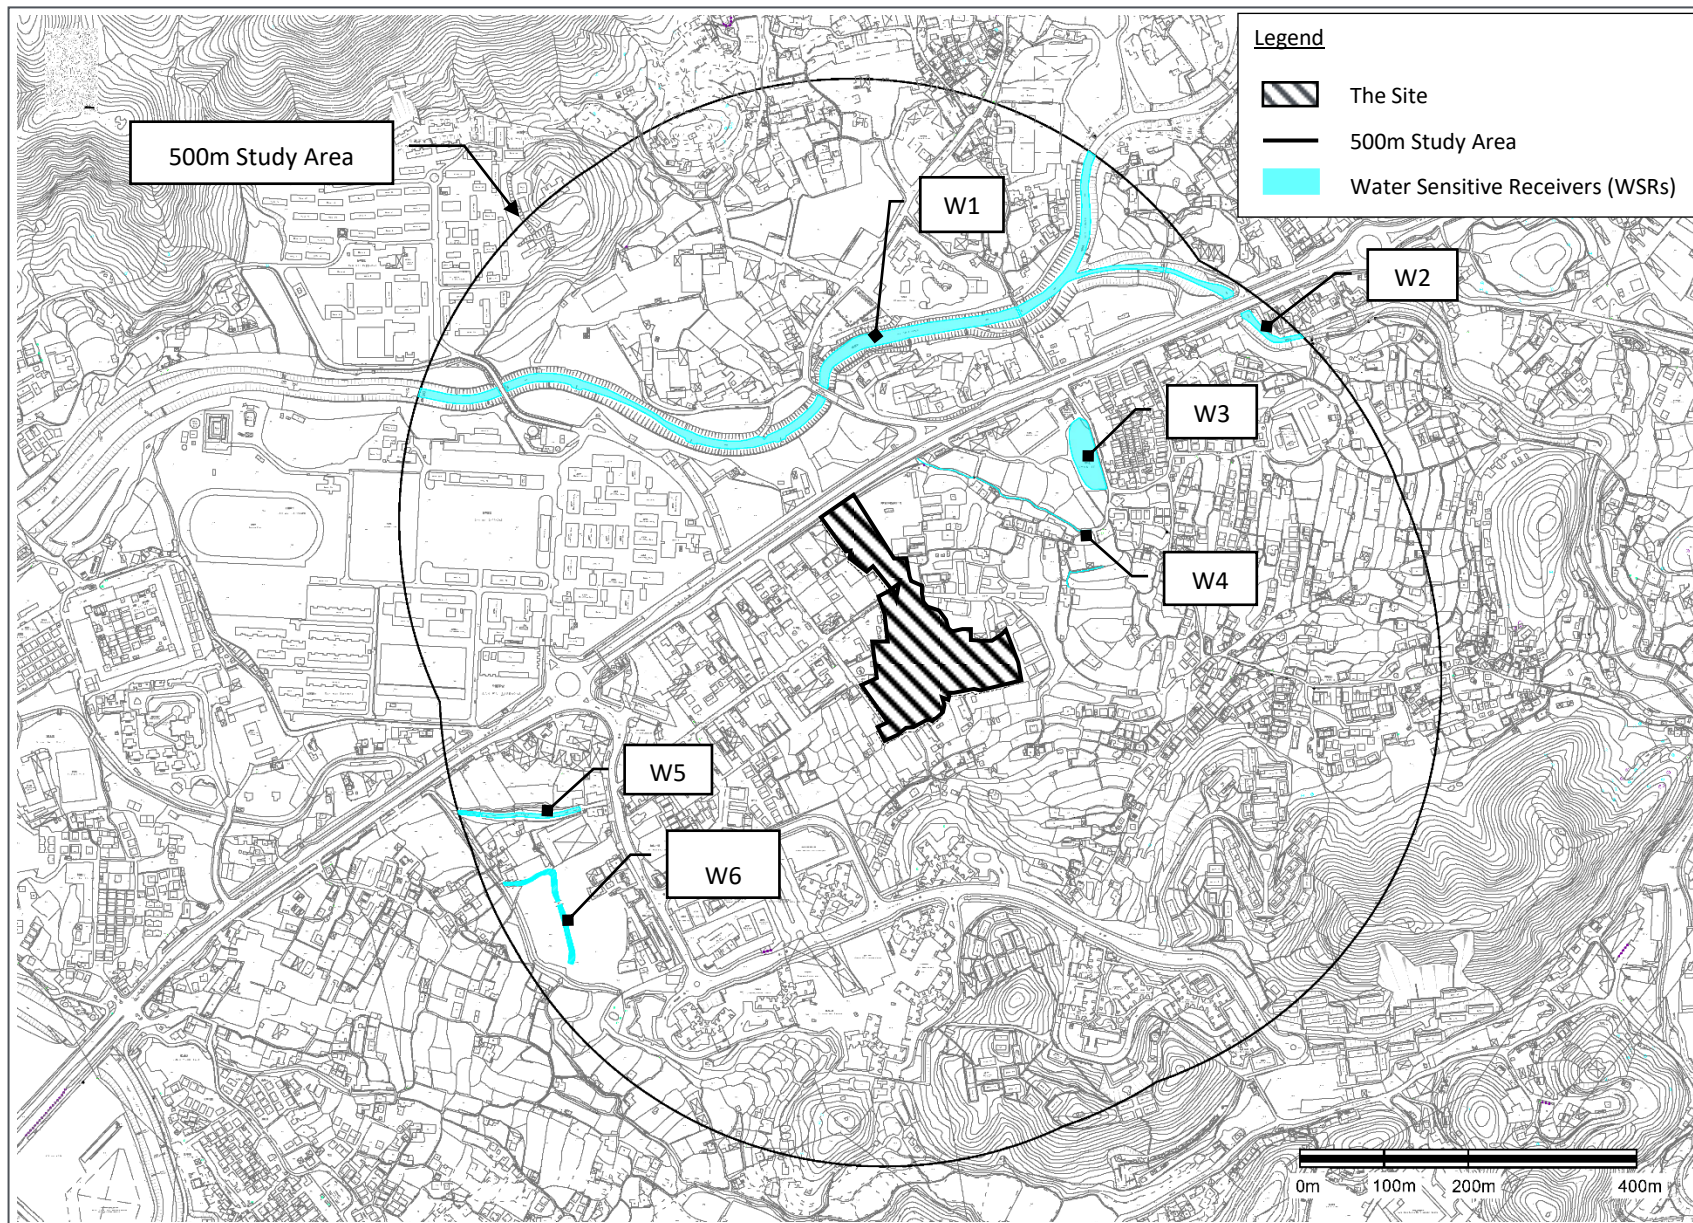 Legend
The Site
500m Study Area
Water Sensitive Receivers (WSRs)
500m Study Area
W1
W2
W3
W4
W5
W6
0m 100m 200m 400m